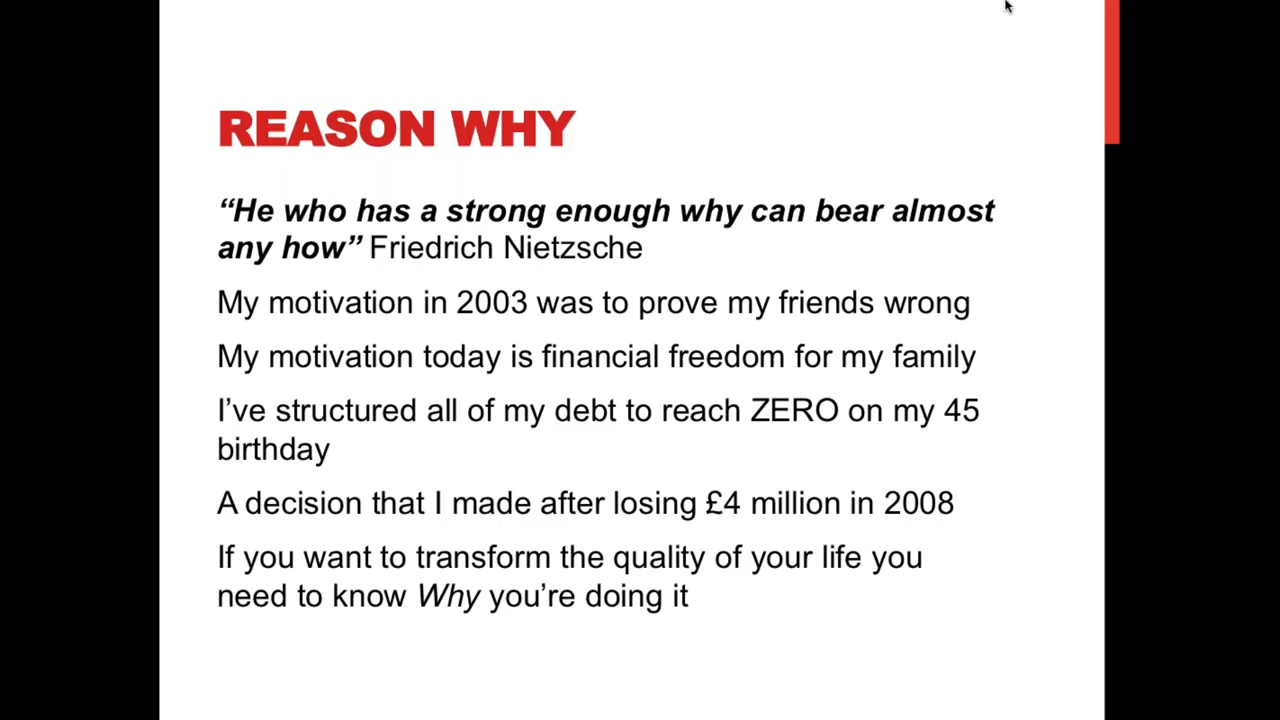 REASON WHY
“He who has a strong enough why can bear almost
any how” Friedrich Nietzsche
My motivation in 2003 was to prove my friends wrong
My motivation today is financial freedom for my family
I’ve structured all of my debt to reach ZERO on my 45
birthday
A decision that I made after losing £4 million in 2008
If you want to transform the quality of your life you
need to know Why you’re doing it